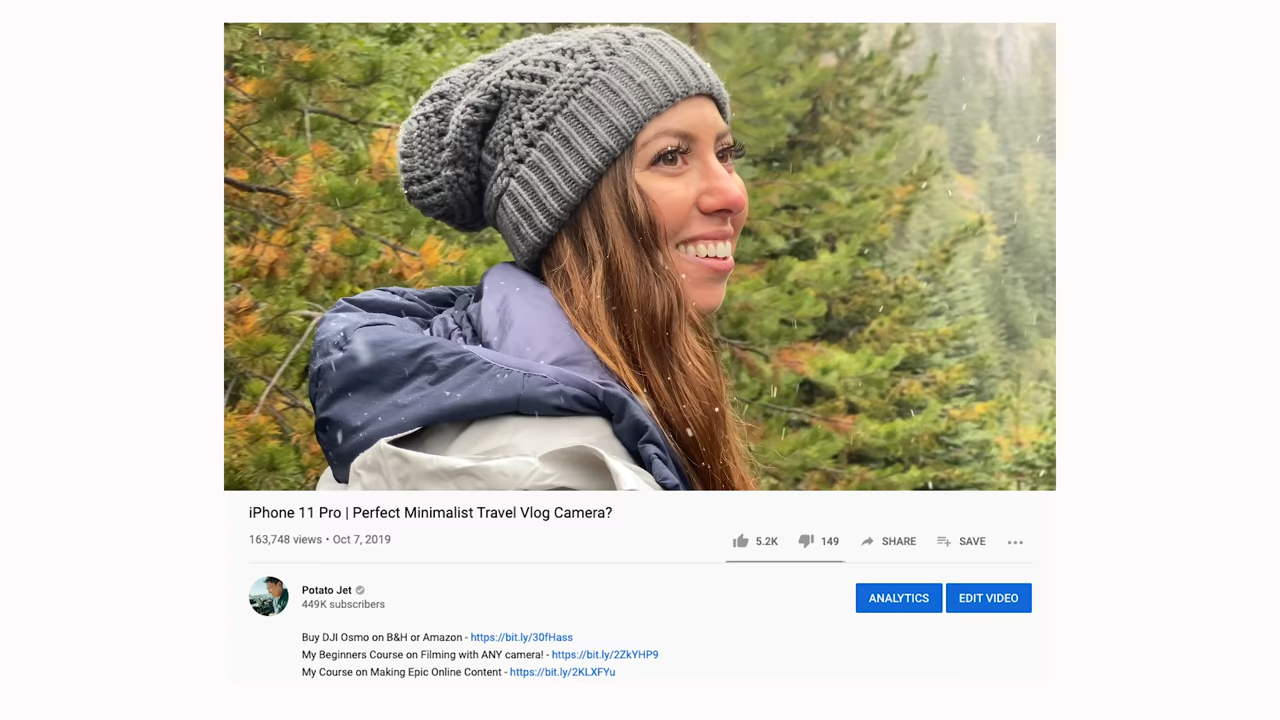 iPhone 11 Pro | Perfect Minimalist Travel Vlog Camera?
163,748 views • Oct 7, 2019
5.2K 149 SHARE SAVE
Potato Jet
449K subscribers
ANALYTICS EDIT VIDEO
Buy DJI Osmo on B&H or Amazon - https://bit.ly/30fHass
My Beginners Course on Filming with ANY camera! - https://bit.ly/2ZkYHP9
My Course on Making Epic Online Content - https://bit.ly/2KLXFYu